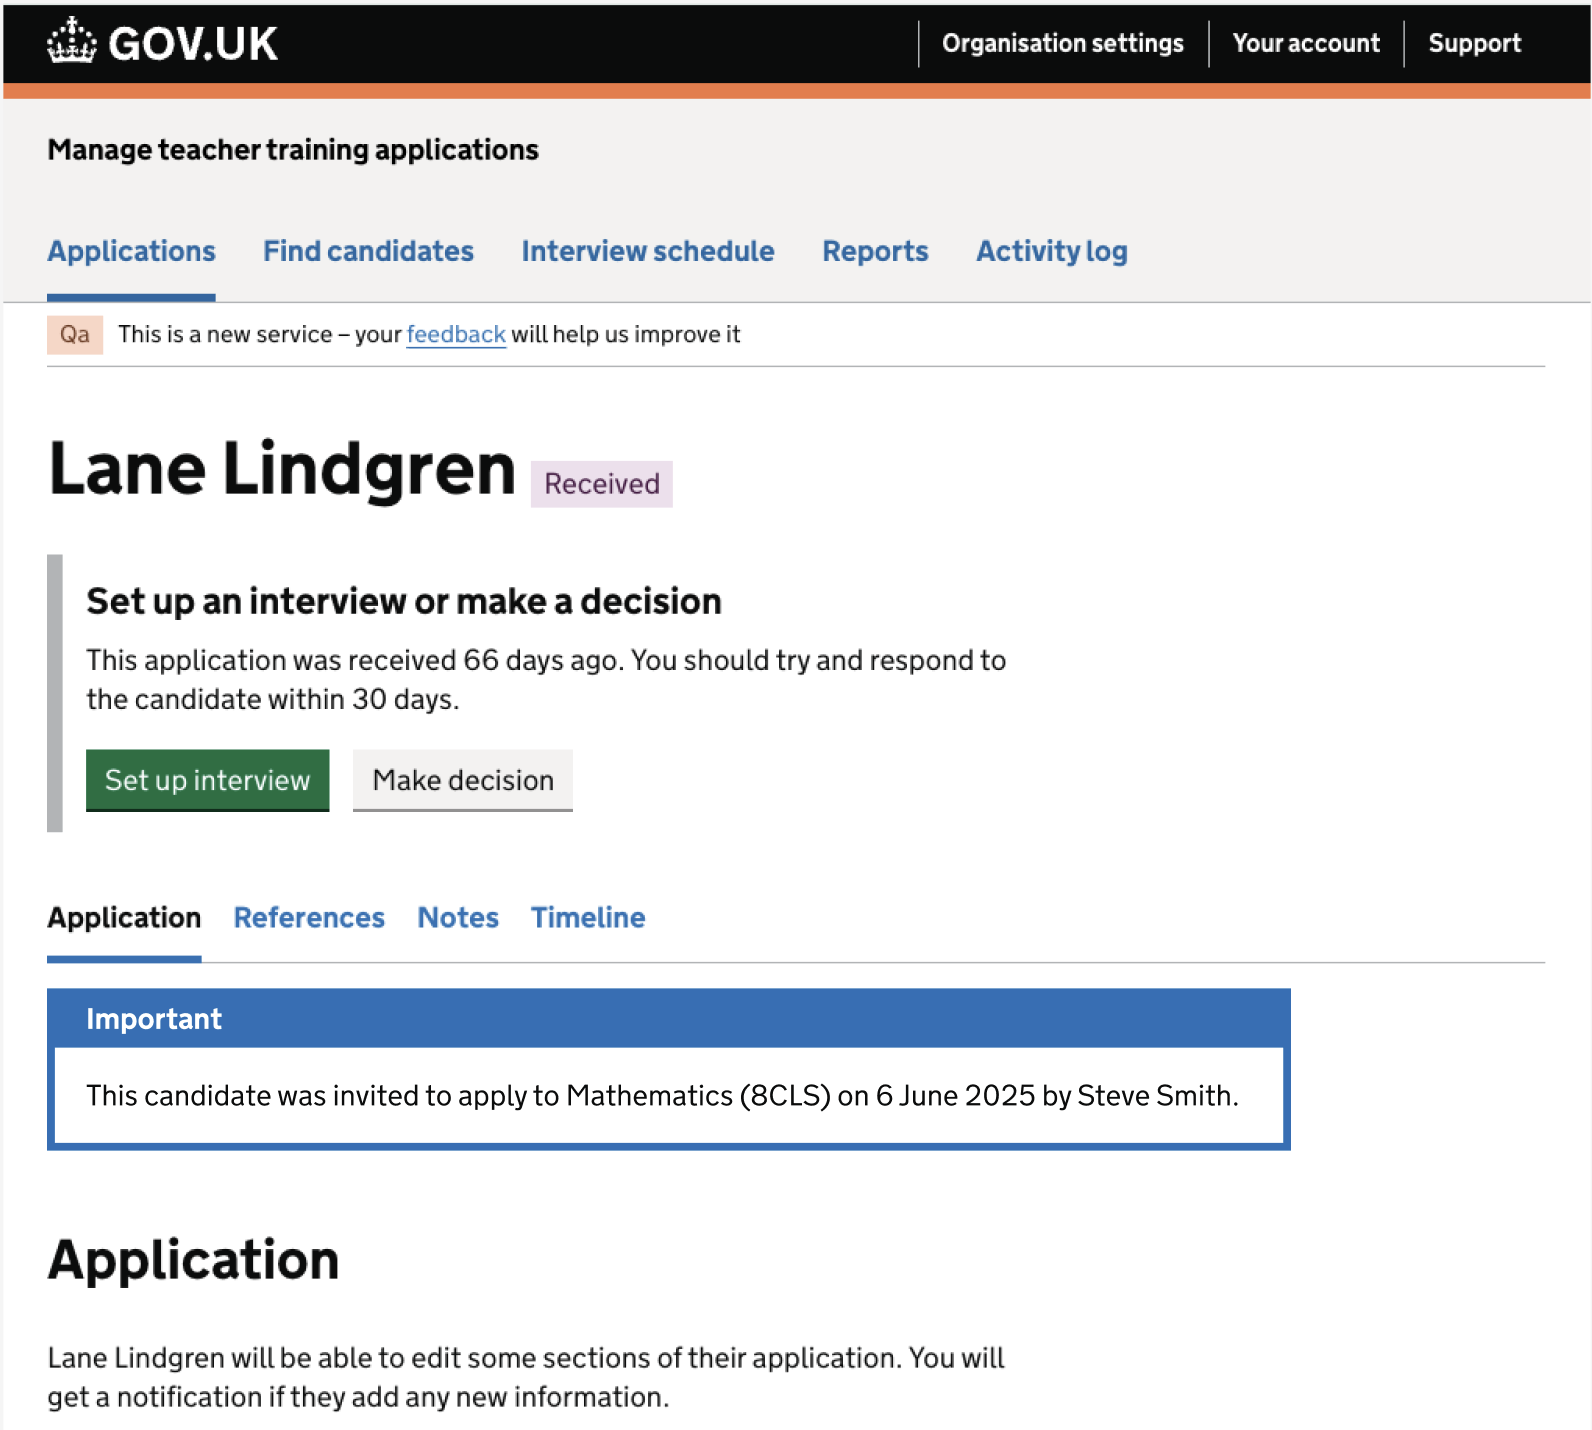 GOV.UK
Organisation settings
Your account
Support
Manage teacher training applications
Applications
Find candidates
Interview schedule
Reports
Activity log
Qa
This is a new service – your feedback will help us improve it
Lane Lindgren
Received
Set up an interview or make a decision
This application was received 66 days ago. You should try and respond to
the candidate within 30 days.
Set up interview
Make decision
Application
References
Notes
Timeline
Important
This candidate was invited to apply to Mathematics (8CLS) on 6 June 2025 by Steve Smith.
Application
Lane Lindgren will be able to edit some sections of their application. You will
get a notification if they add any new information.